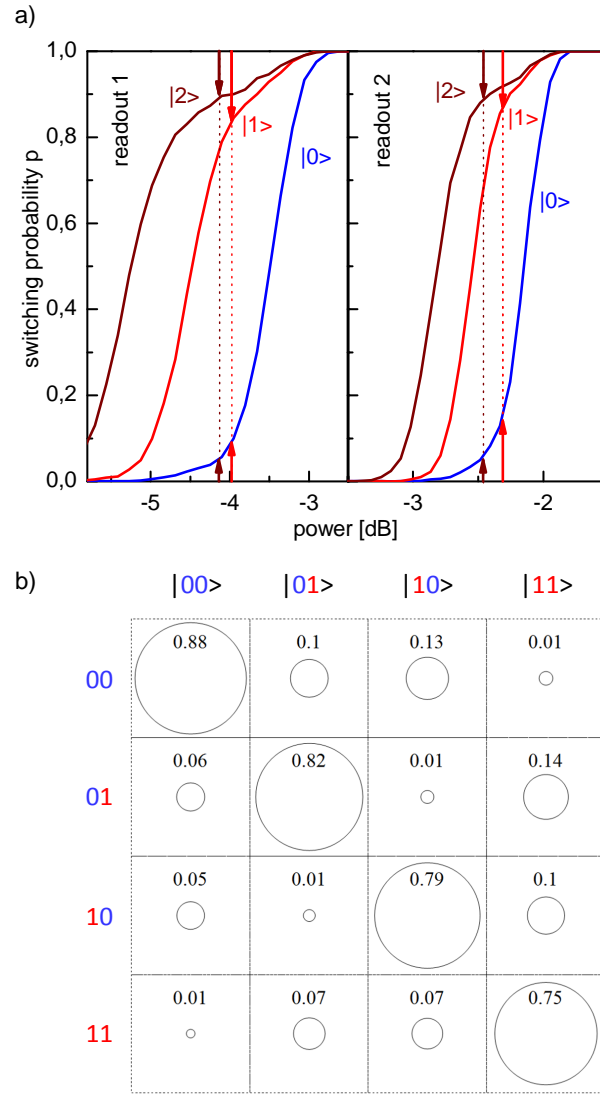 a)
1,0
0,8
0,6
0,4
0,2
0,0
switching probability p
readout 1
|2>
|1>
|0>
readout 2
|2>
|1>
|0>
-5 -4 -3 -3 -2
power [dB]
b)
|00> |01> |10> |11>
00 0.88 0.1 0.13 0.01
01 0.06 0.82 0.01 0.14
10 0.05 0.01 0.79 0.1
11 0.01 0.07 0.07 0.75